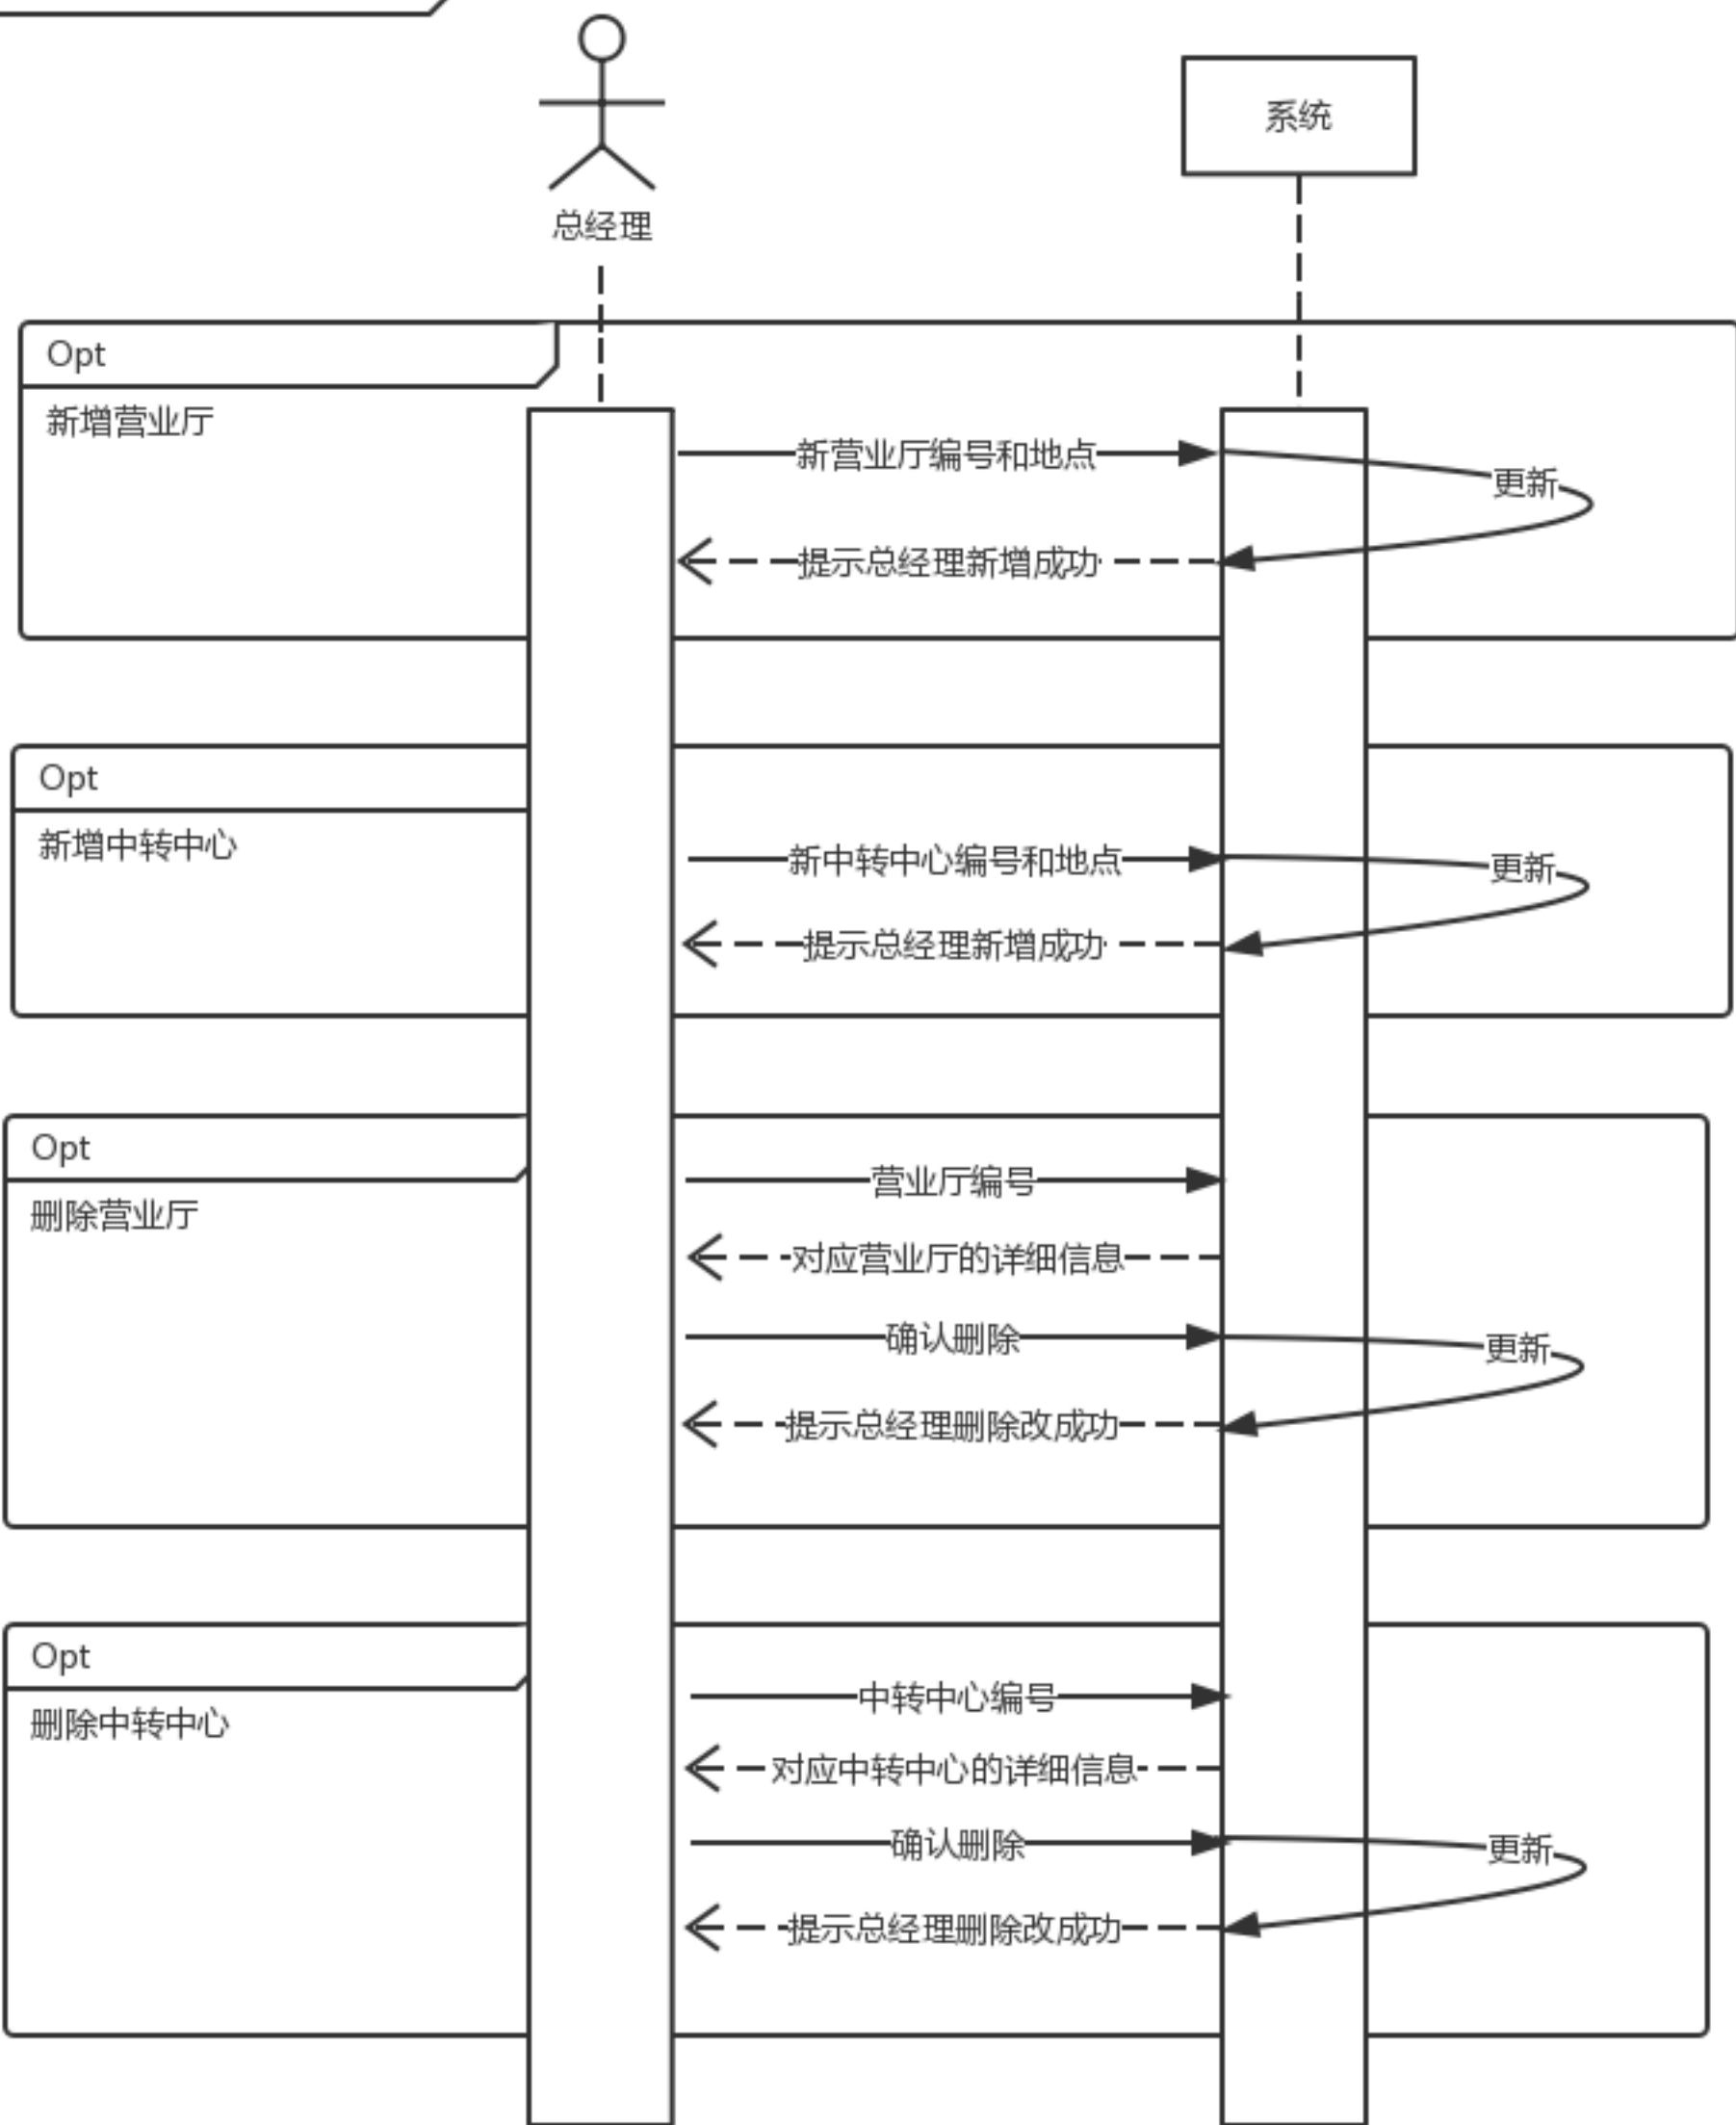 总经理
系统
Opt
新增营业厅
新营业厅编号和地点
更新
提示总经理新增成功
Opt
新增中转中心
新中转中心编号和地点
更新
提示总经理新增成功
Opt
删除营业厅
营业厅编号
对应营业厅的详细信息
确认删除
更新
提示总经理删除改成功
Opt
删除中转中心
中转中心编号
对应中转中心的详细信息
确认删除
更新
提示总经理删除改成功